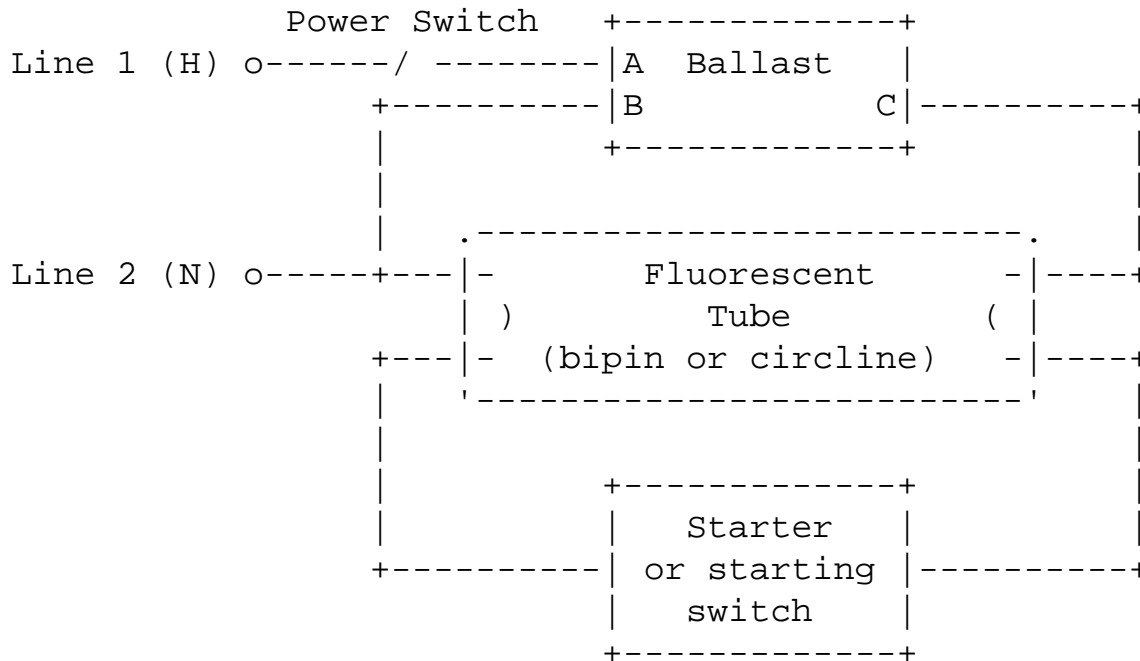 Power Switch
Line 1 (H) o------/ --------|A Ballast |
+----------|B C|----------+
Line 2 (N) o-----+---|- Fluorescent -|----+
| ) Tube ( |
+---|- (bipin or circline) -|----+
Starter
or starting
switch